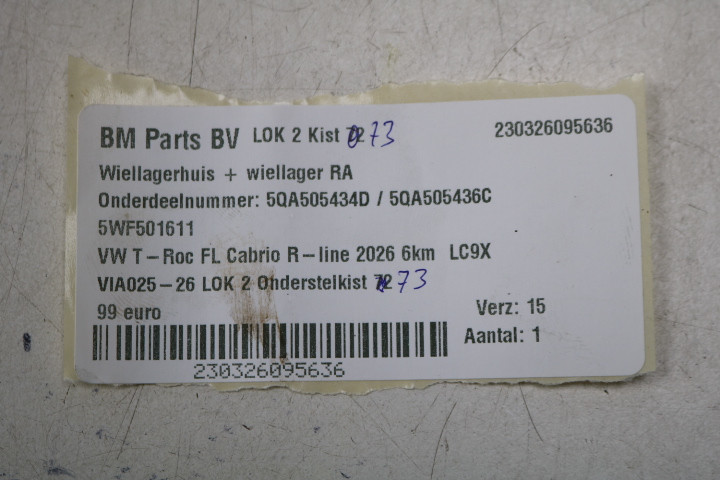 BM Parts BV LOK 2 Kist 73
230326095636
Wiellagerhuis + wiellager RA
Onderdeelnummer: 5QA505434D / 5QA505436C
5WF501611
VW T-Roc FL Cabrio R-line 2026 6km LC9X
VIA025-26 LOK 2 Onderstelkist 73
99 euro
Verz: 15
Aantal: 1
230326095636